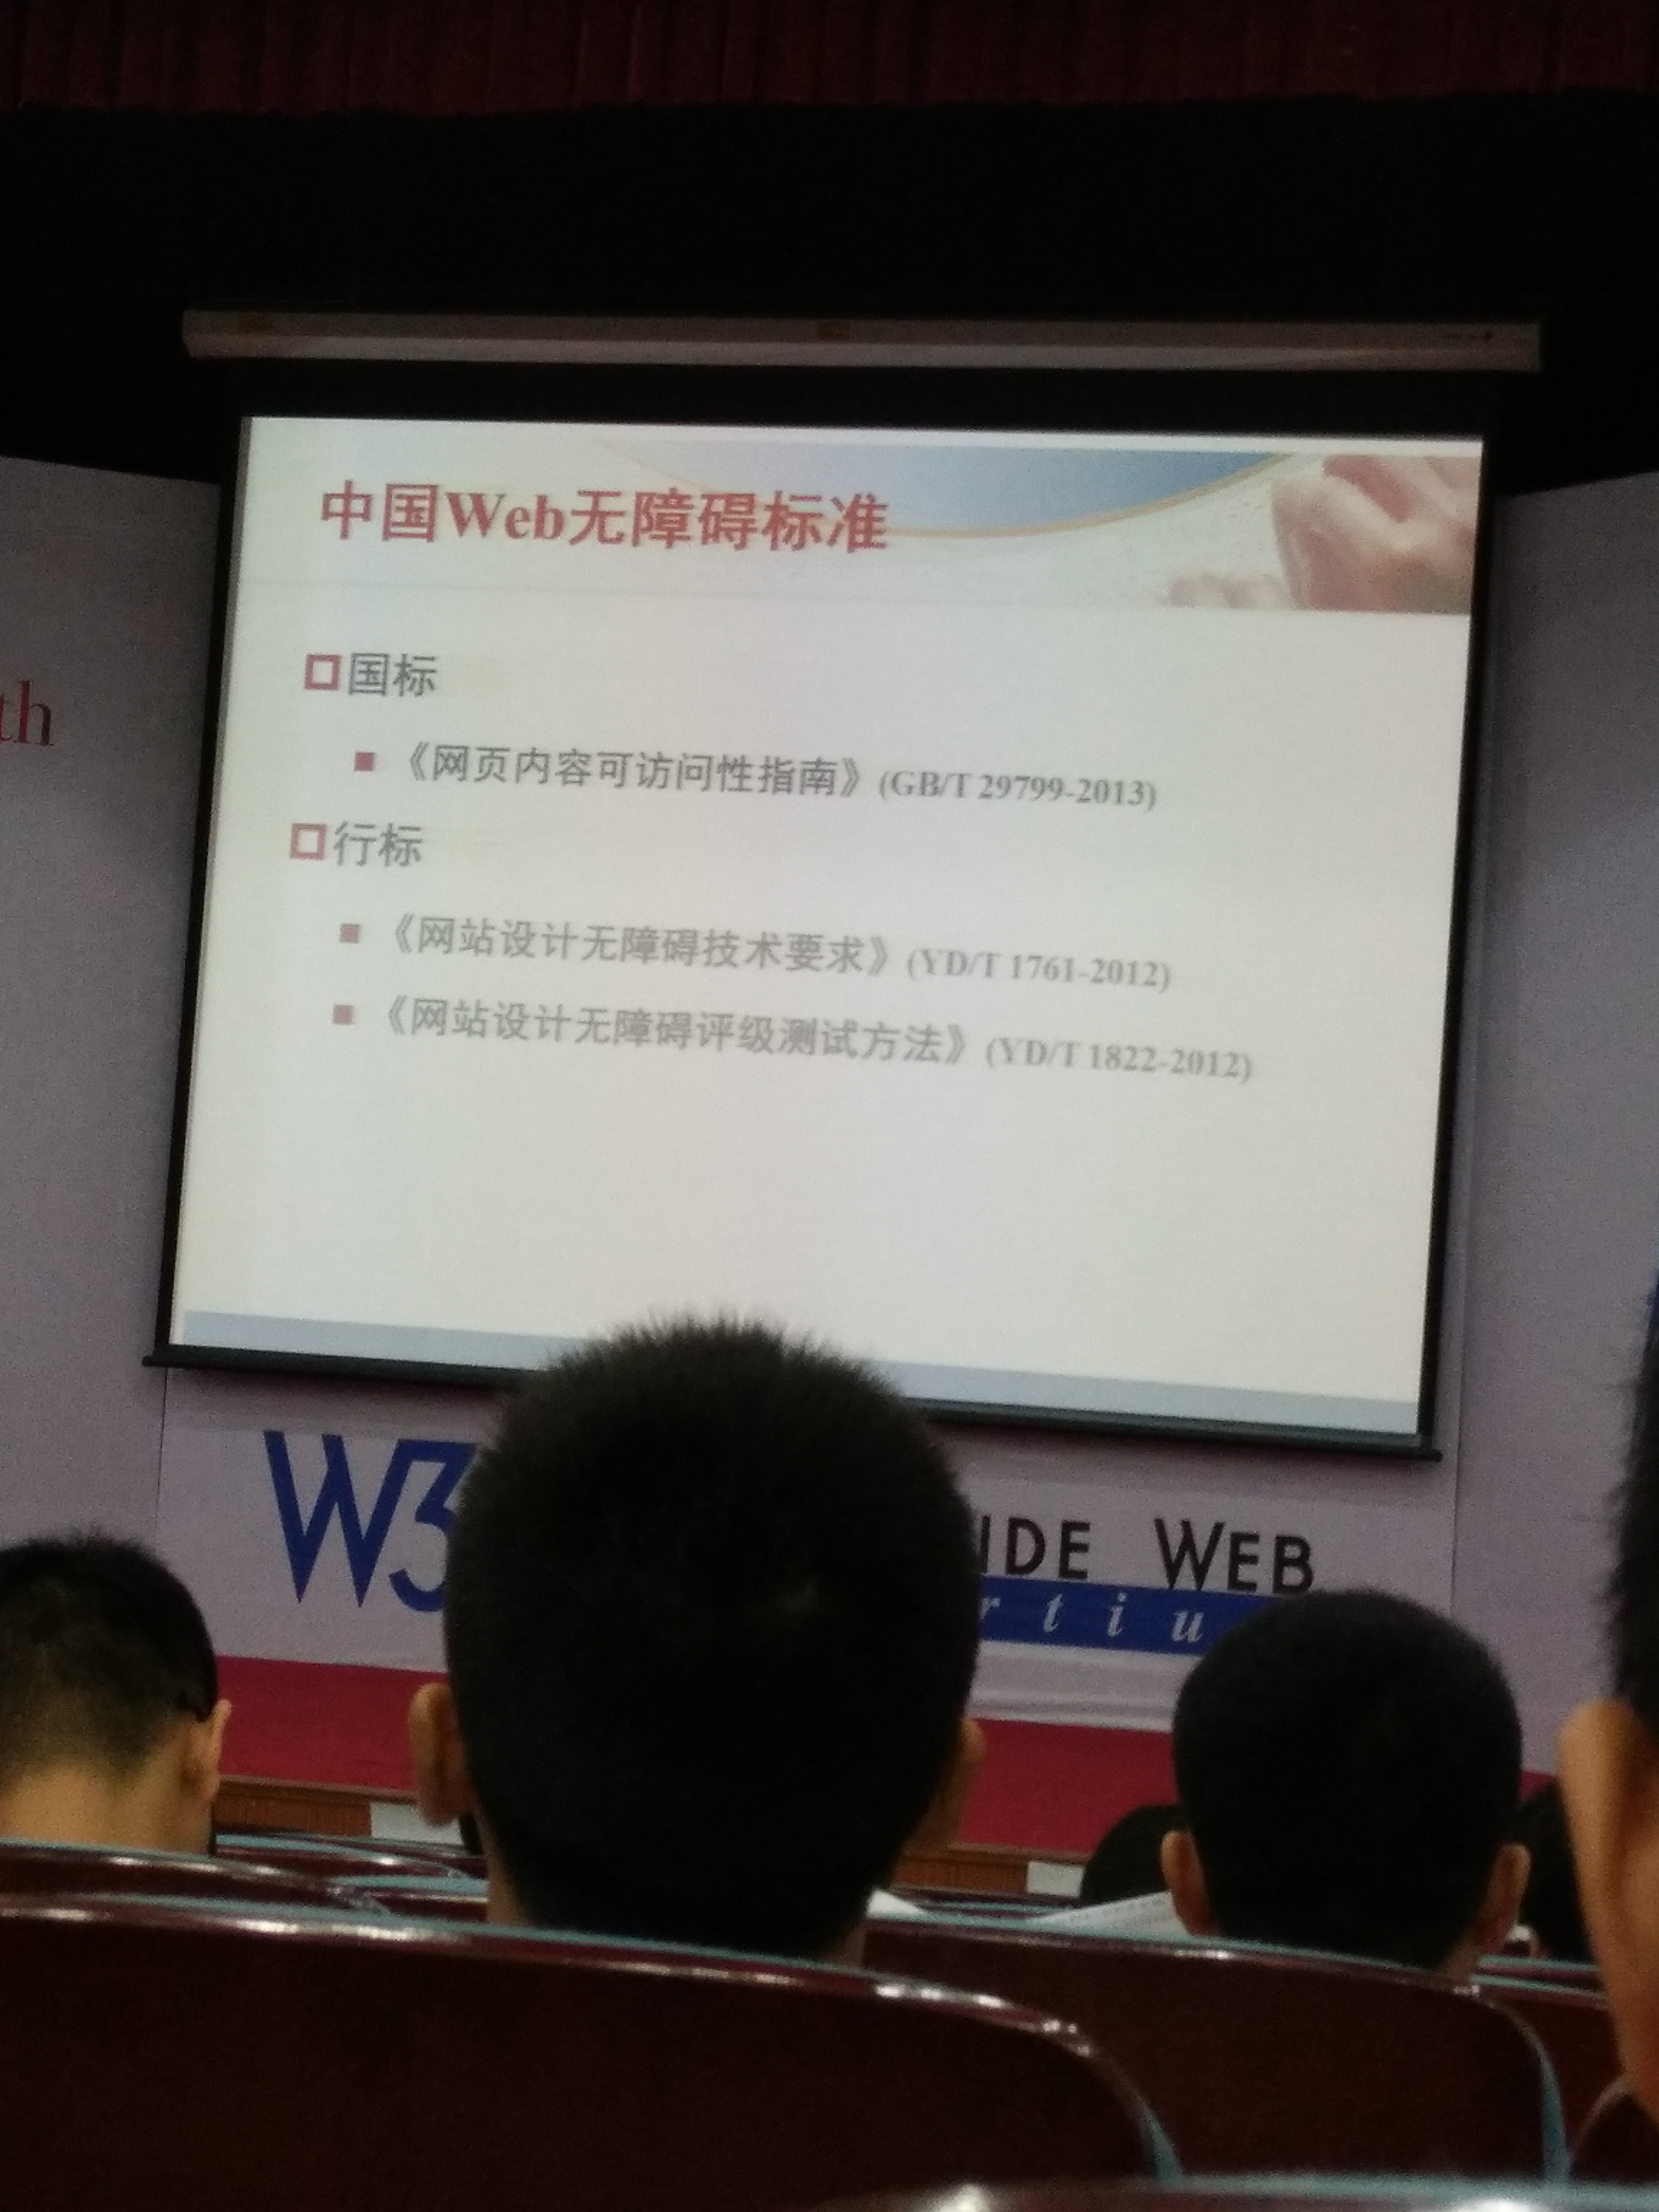 中国Web无障碍标准
国标
《网页内容可访问性指南》(GB/T 29799-2013)
行标
《网站设计无障碍技术要求》(YD/T 1761-2012)
《网站设计无障碍评级测试方法》(YD/T 1822-2012)
th
W3
IDE WEB
rtiu